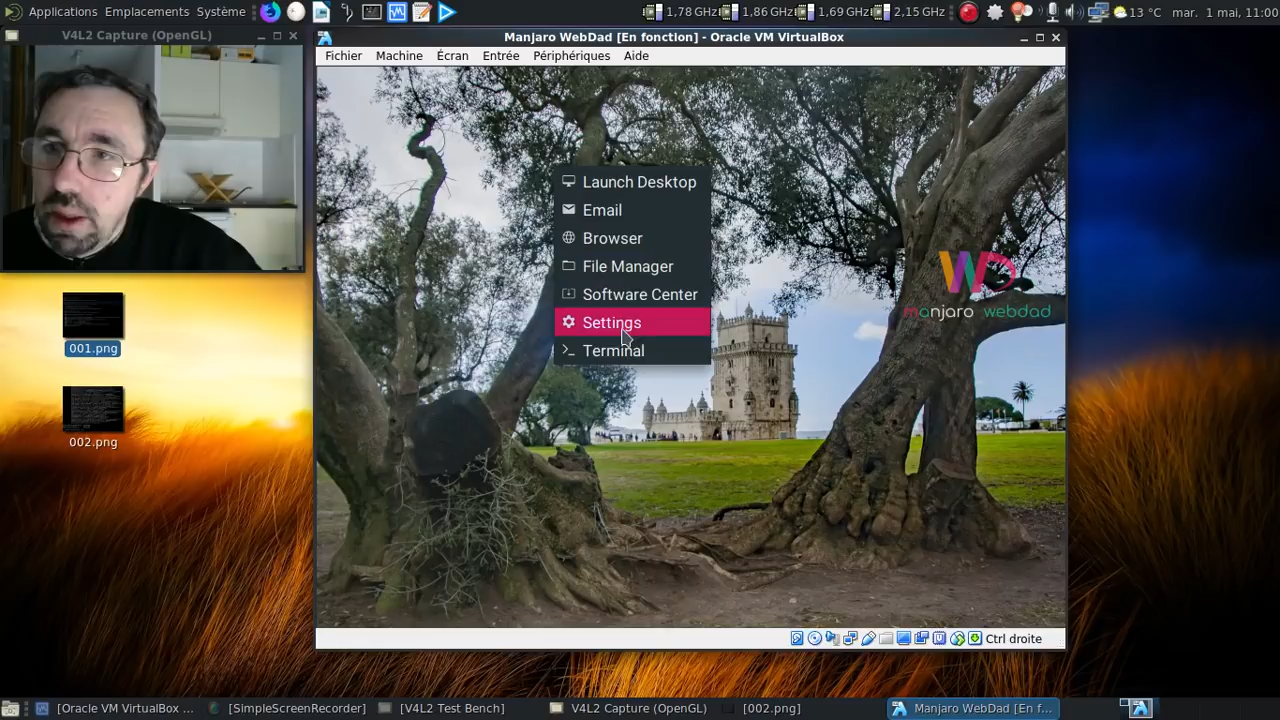 Applications Emplacements Système
1,78 GHz 1,86 GHz 1,69 GHz 2,15 GHz 13 °C mar. 1 mai, 11:00
V4L2 Capture (OpenGL)
Manjaro WebDad [En fonction] - Oracle VM VirtualBox
Fichier Machine Écran Entrée Périphériques Aide
Launch Desktop
Email
Browser
File Manager
Software Center
Settings
Terminal
manjaro webdad
001.png
002.png
Ctrl droite
[Oracle VM VirtualBox ... [SimpleScreenRecorder] [V4L2 Test Bench] V4L2 Capture (OpenGL) [002.png] Manjaro WebDad [En f...